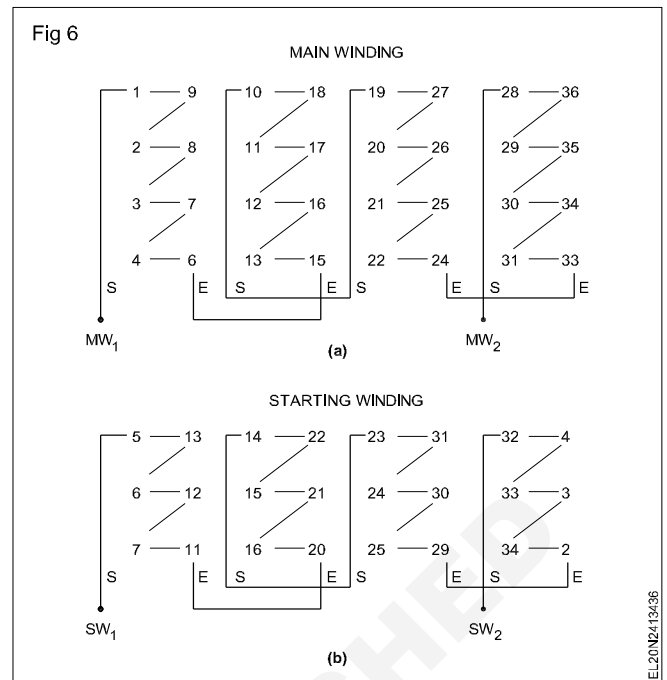 Fig 6
MAIN WINDING
1 9 10 18 19 27 28 36
2 8 11 17 20 26 29 35
3 7 12 16 21 25 30 34
4 6 13 15 22 24 31 33
S E S E S E S E
MW1 MW2
(a)
STARTING WINDING
5 13 14 22 23 31 32 4
6 12 15 21 24 30 33 3
7 11 16 20 25 29 34 2
S E S E S E S E
SW1 SW2
(b)
EL20N2413436
SHED